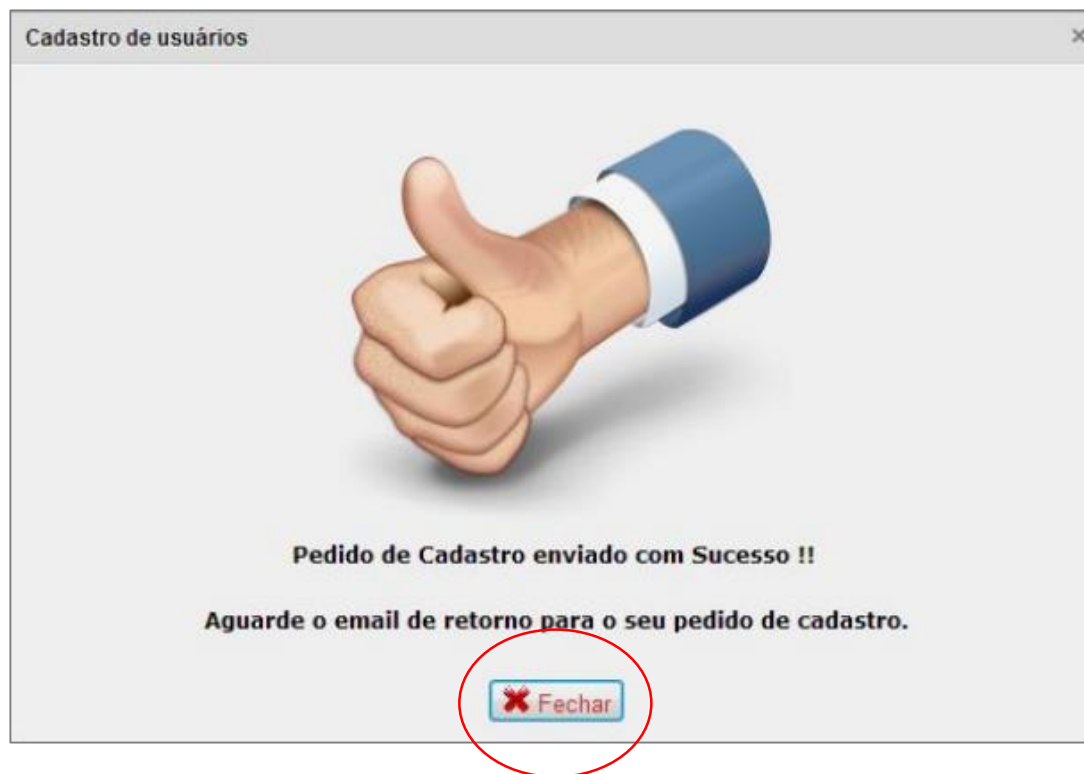 Cadastro de usuários
Pedido de Cadastro enviado com Sucesso !!
Aguarde o email de retorno para o seu pedido de cadastro.
Fechar